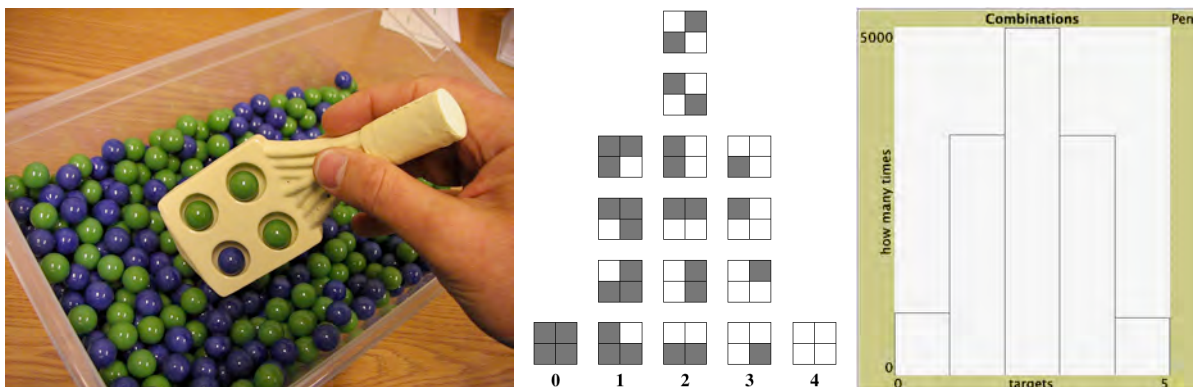 0 1 2 3 4
Combinations
Pen
5000
how many times
0
0 targets 5